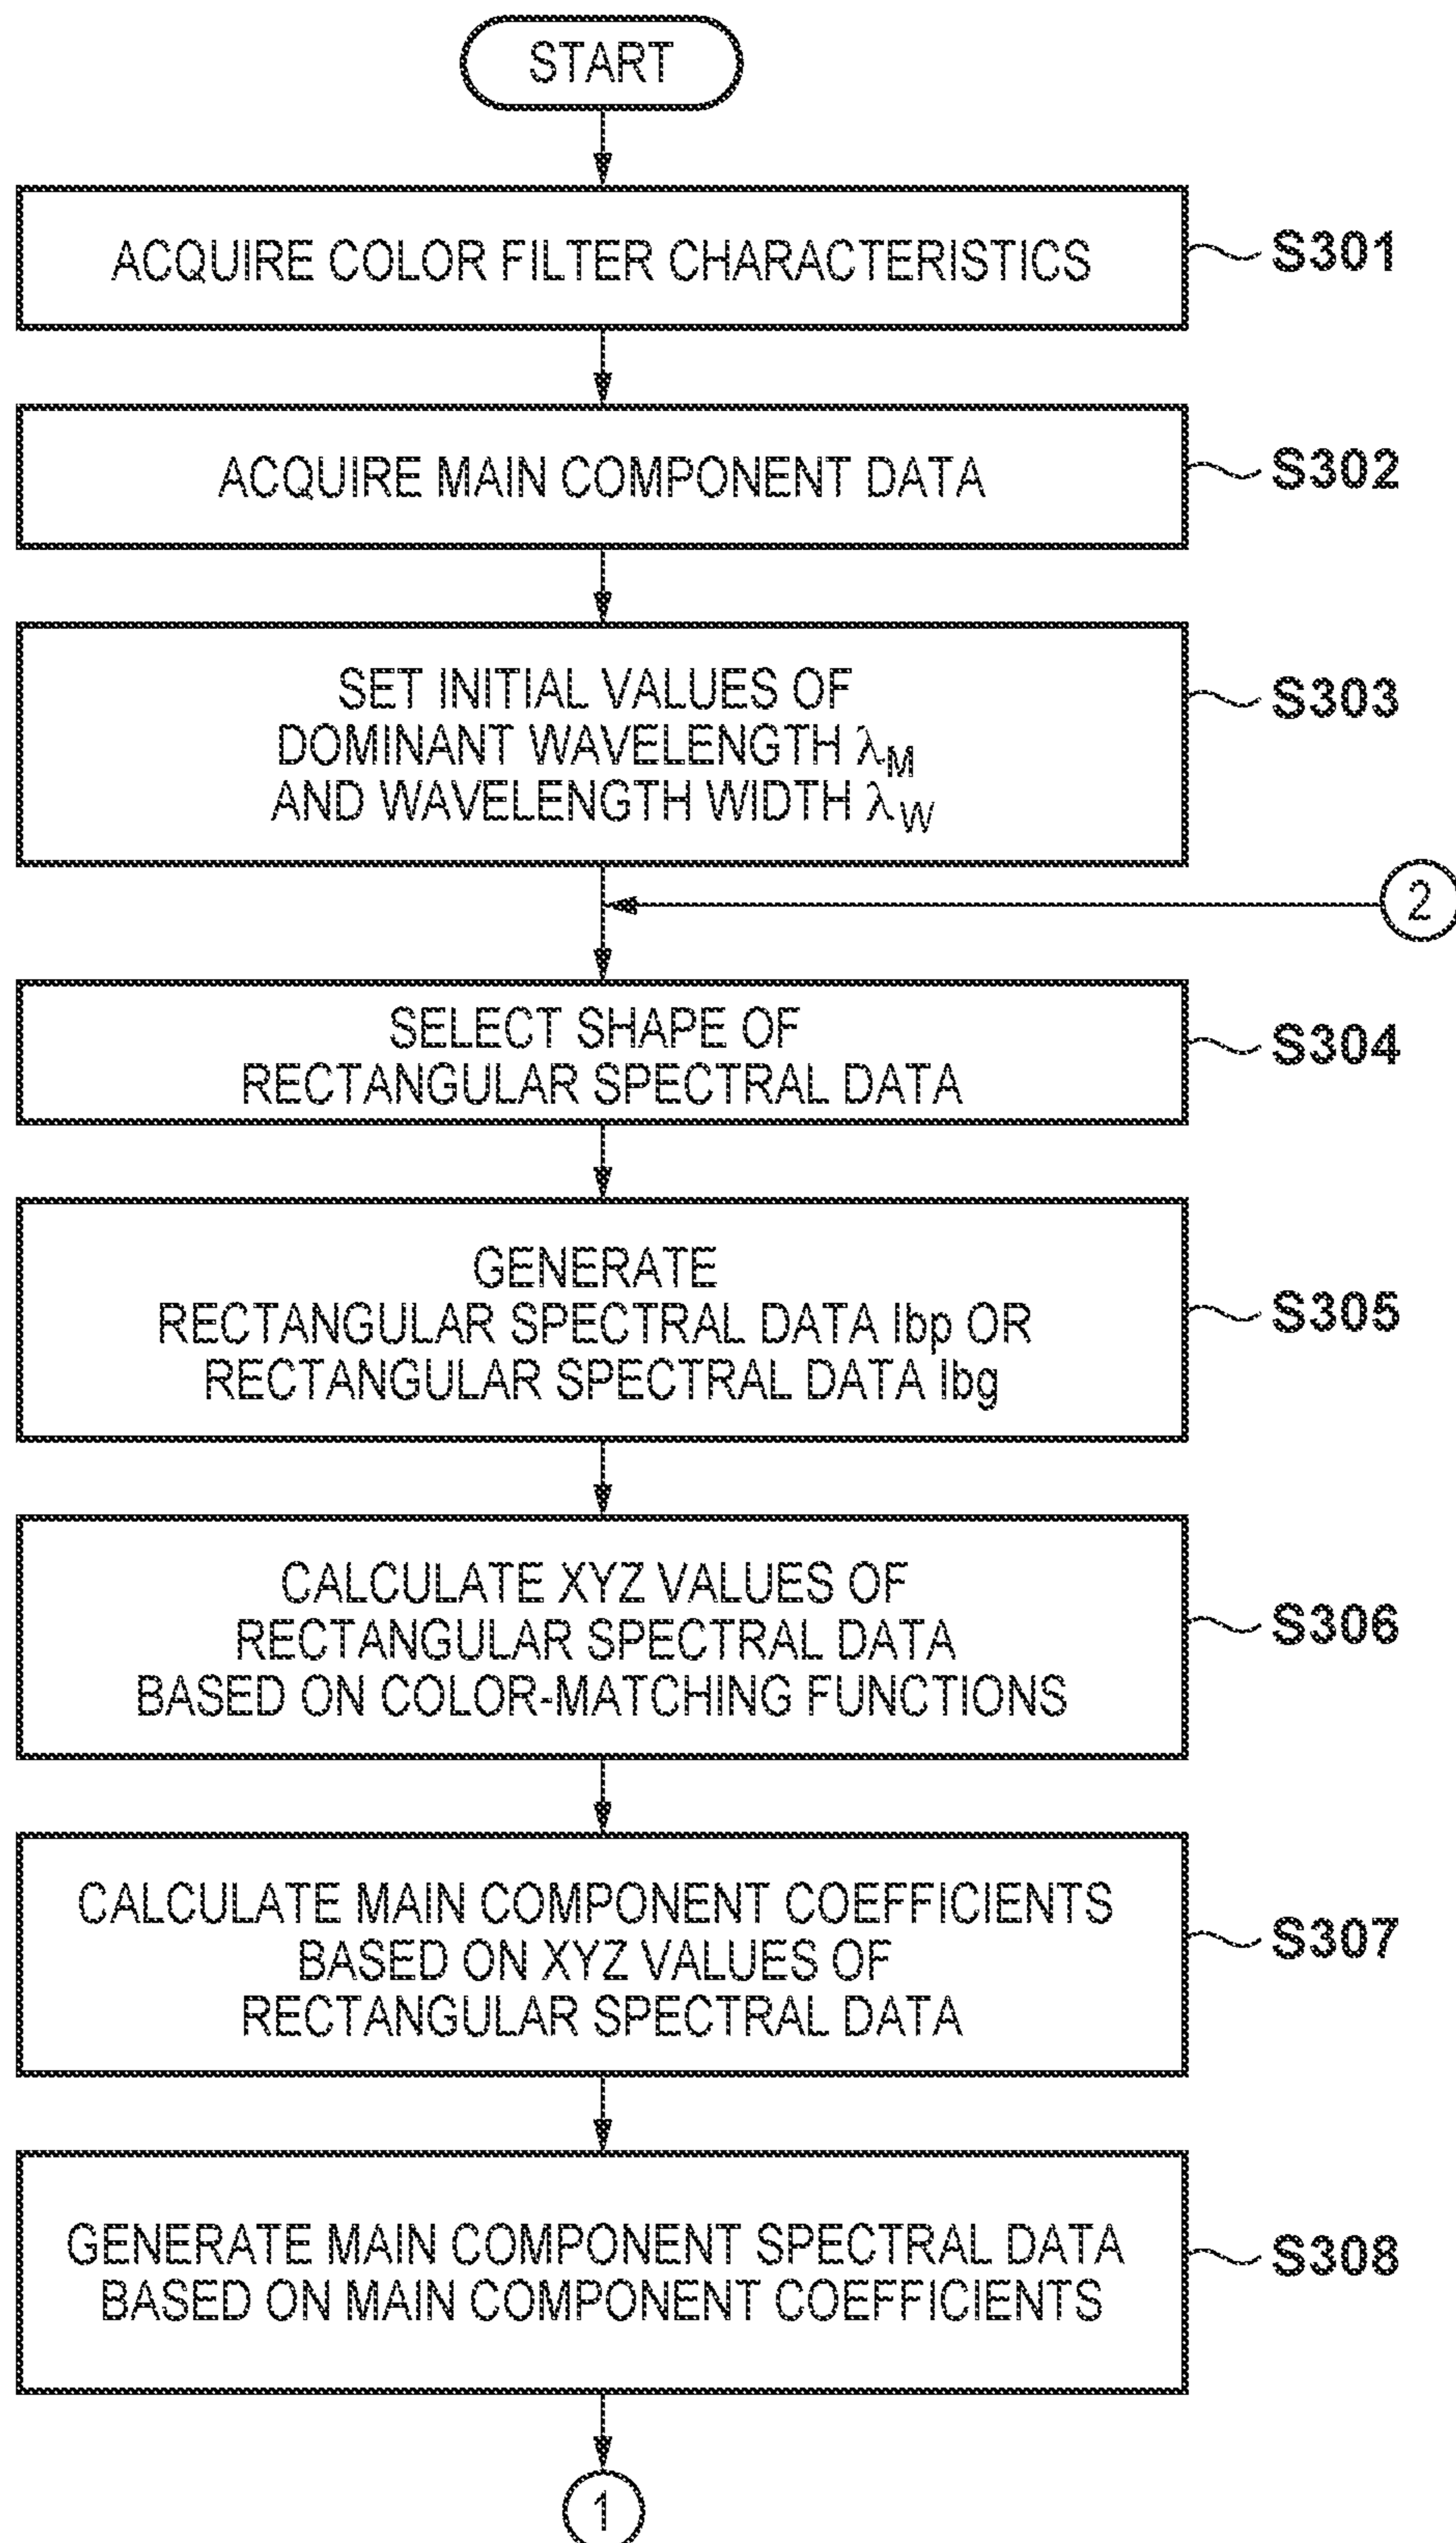 START
ACQUIRE COLOR FILTER CHARACTERISTICS
S301
ACQUIRE MAIN COMPONENT DATA
S302
SET INITIAL VALUES OF
DOMINANT WAVELENGTH λM
AND WAVELENGTH WIDTH λW
S303
2
SELECT SHAPE OF
RECTANGULAR SPECTRAL DATA
S304
GENERATE
RECTANGULAR SPECTRAL DATA Ibp OR
RECTANGULAR SPECTRAL DATA Ibg
S305
CALCULATE XYZ VALUES OF
RECTANGULAR SPECTRAL DATA
BASED ON COLOR-MATCHING FUNCTIONS
S306
CALCULATE MAIN COMPONENT COEFFICIENTS
BASED ON XYZ VALUES OF
RECTANGULAR SPECTRAL DATA
S307
GENERATE MAIN COMPONENT SPECTRAL DATA
BASED ON MAIN COMPONENT COEFFICIENTS
S308
1